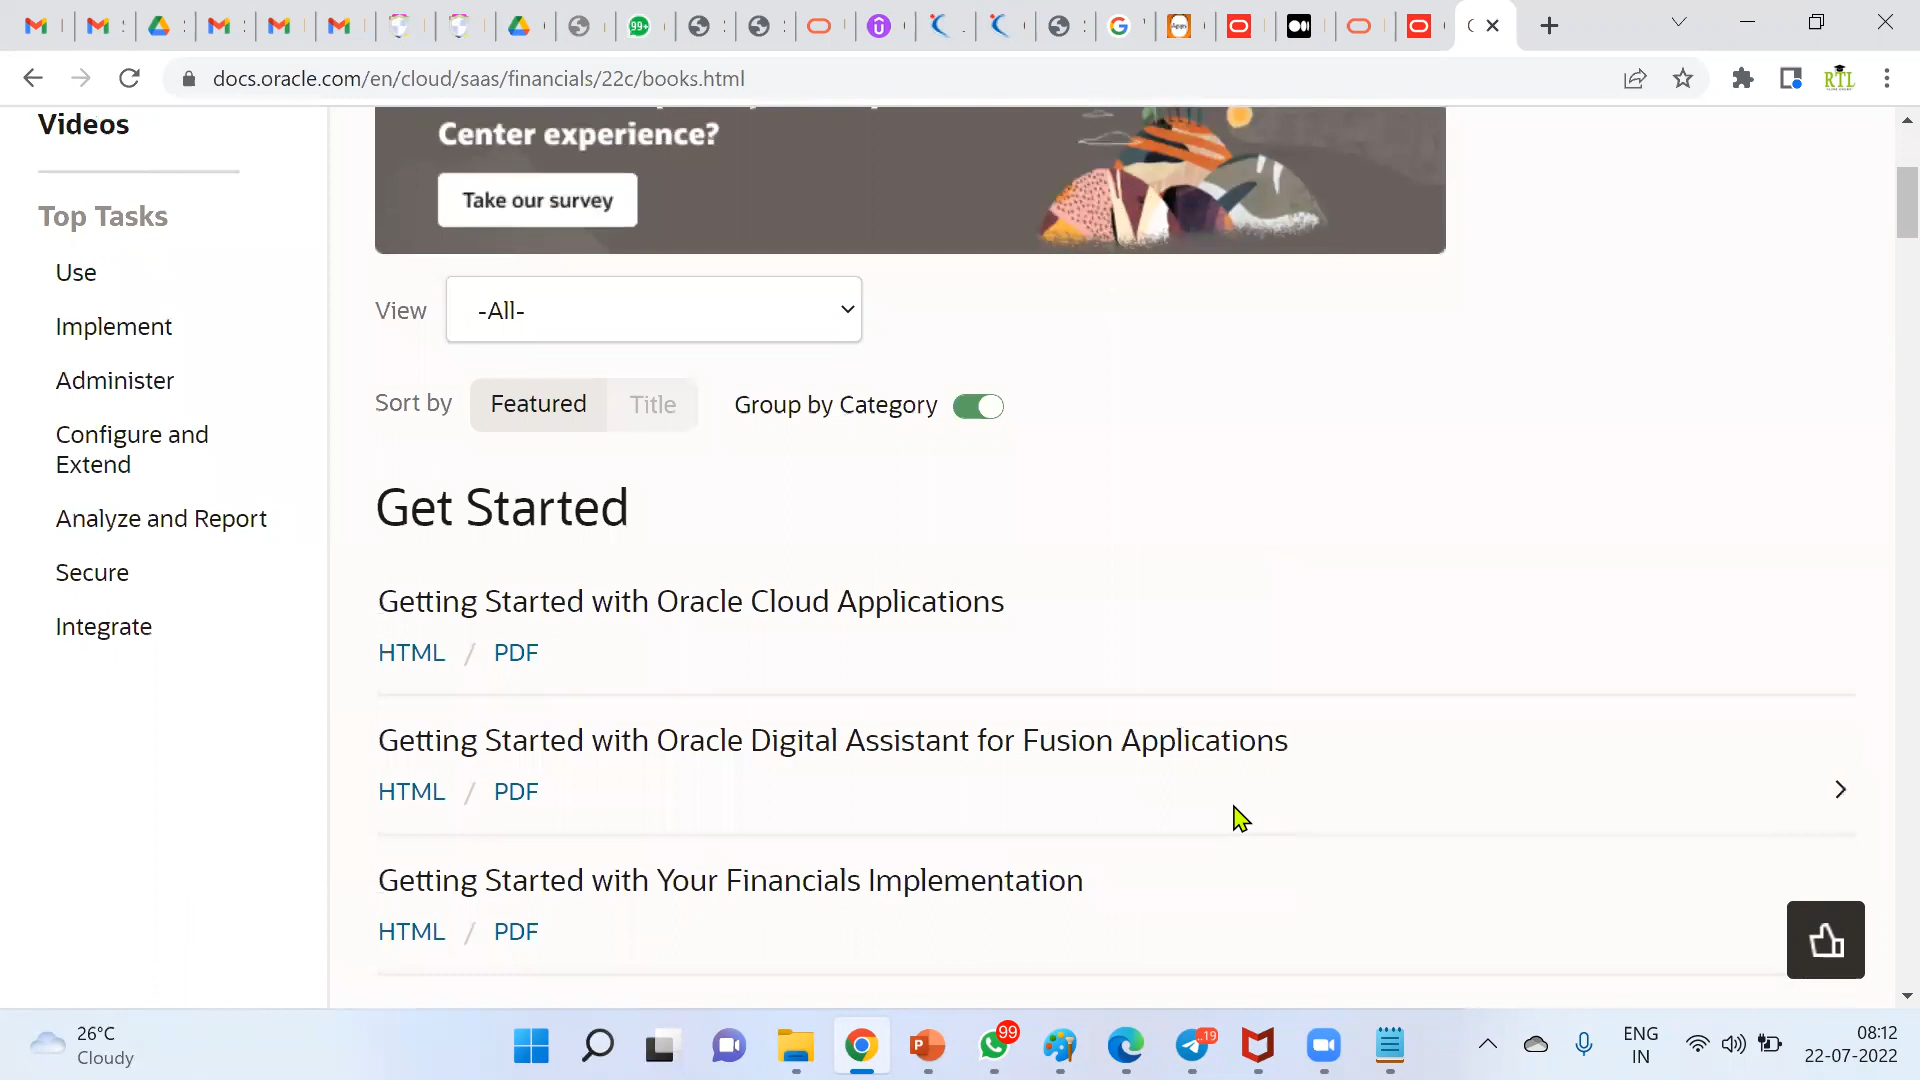 99+
docs.oracle.com/en/cloud/saas/financials/22c/books.html
RTL
Videos
Top Tasks
Use
Implement
Administer
Configure and
Extend
Analyze and Report
Secure
Integrate
Center experience?
Take our survey
View
-All-
Sort by
Featured
Title
Group by Category
Get Started
Getting Started with Oracle Cloud Applications
HTML / PDF
Getting Started with Oracle Digital Assistant for Fusion Applications
HTML / PDF
Getting Started with Your Financials Implementation
HTML / PDF
26°C
Cloudy
99
..19
ENG
IN
08:12
22-07-2022